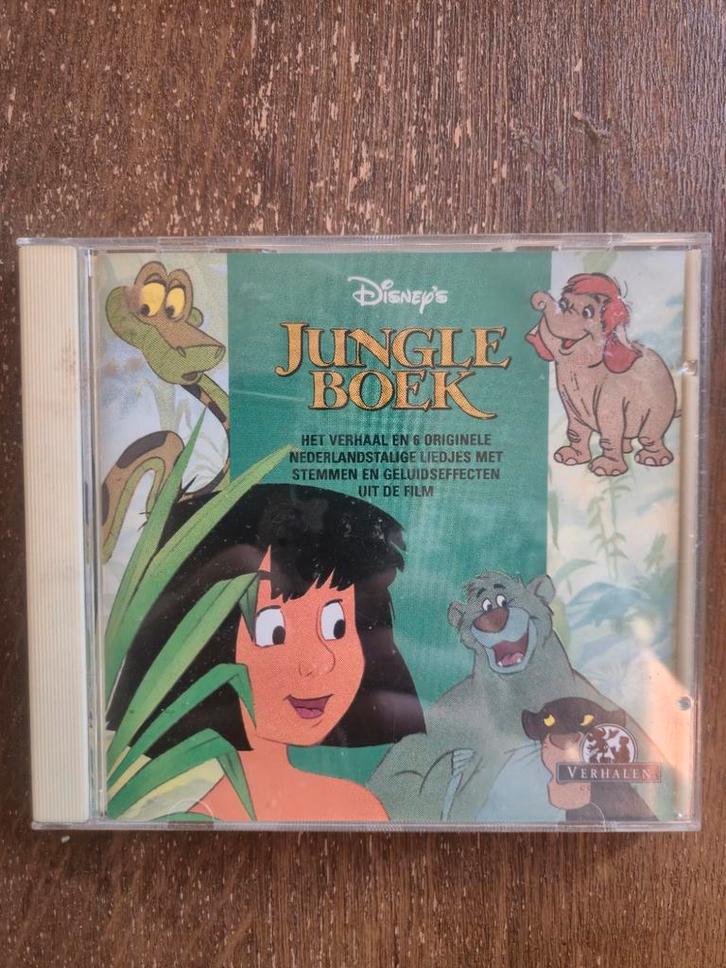 Disney's
JUNGLE
BOEK
HET VERHAAL EN 6 ORIGINELE
NEDERLANDSTALIGE LIEDJES MET
STEMMEN EN GELUIDSEFFECTEN
UIT DE FILM
VERHALEN